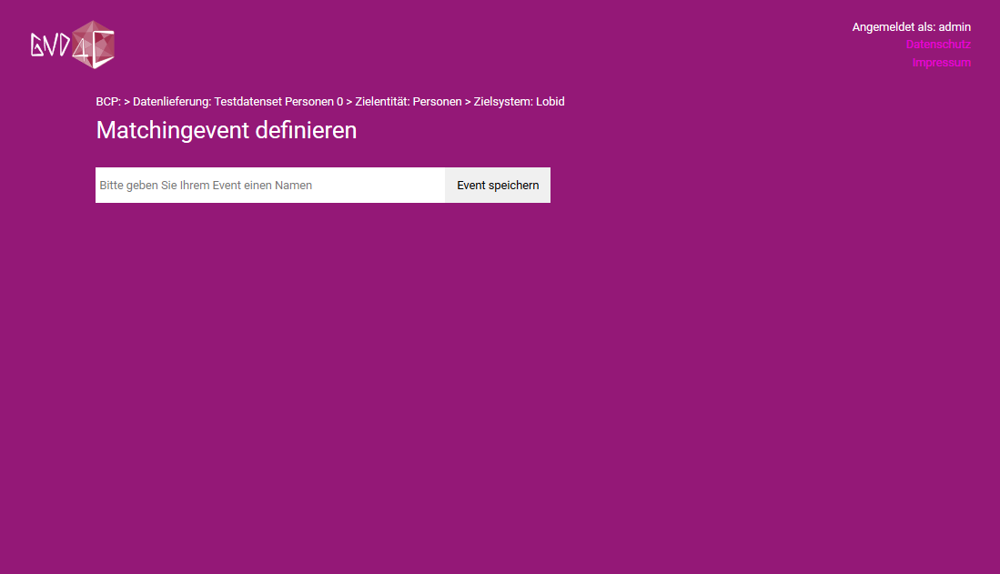 GND4C
Angemeldet als: admin
Datenschutz
Impressum
BCP: > Datenlieferung: Testdatenset Personen 0 > Zielentität: Personen > Zielsystem: Lobid
Matchingevent definieren
Bitte geben Sie Ihrem Event einen Namen
Event speichern